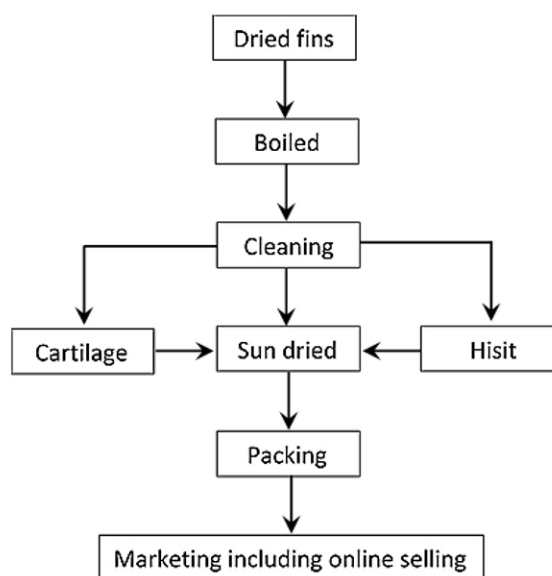 Dried fins
Boiled
Cleaning
Cartilage
Sun dried
Hisit
Packing
Marketing including online selling